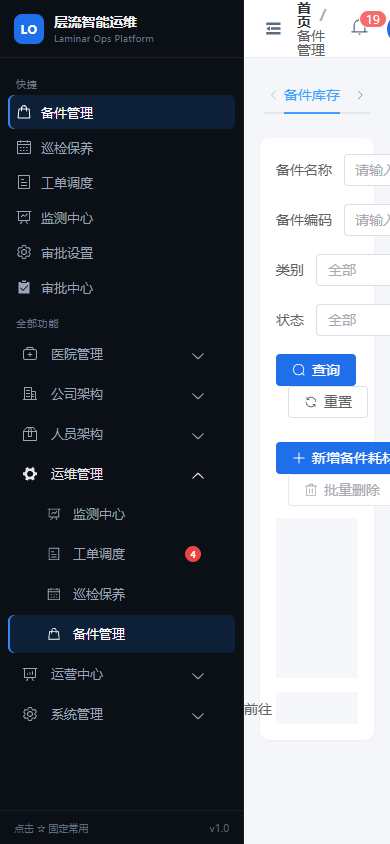 LO
层流智能运维
Laminar Ops Platform
快捷
备件管理
巡检保养
工单调度
监测中心
审批设置
审批中心
全部功能
医院管理
公司架构
人员架构
运维管理
监测中心
工单调度
4
巡检保养
备件管理
运营中心
系统管理
点击 ☆ 固定常用
v1.0
首页 /
备件管理
19
备件库存
备件名称
请输入
备件编码
请输入
类别
全部
状态
全部
查询
重置
新增备件耗材
批量删除
前往